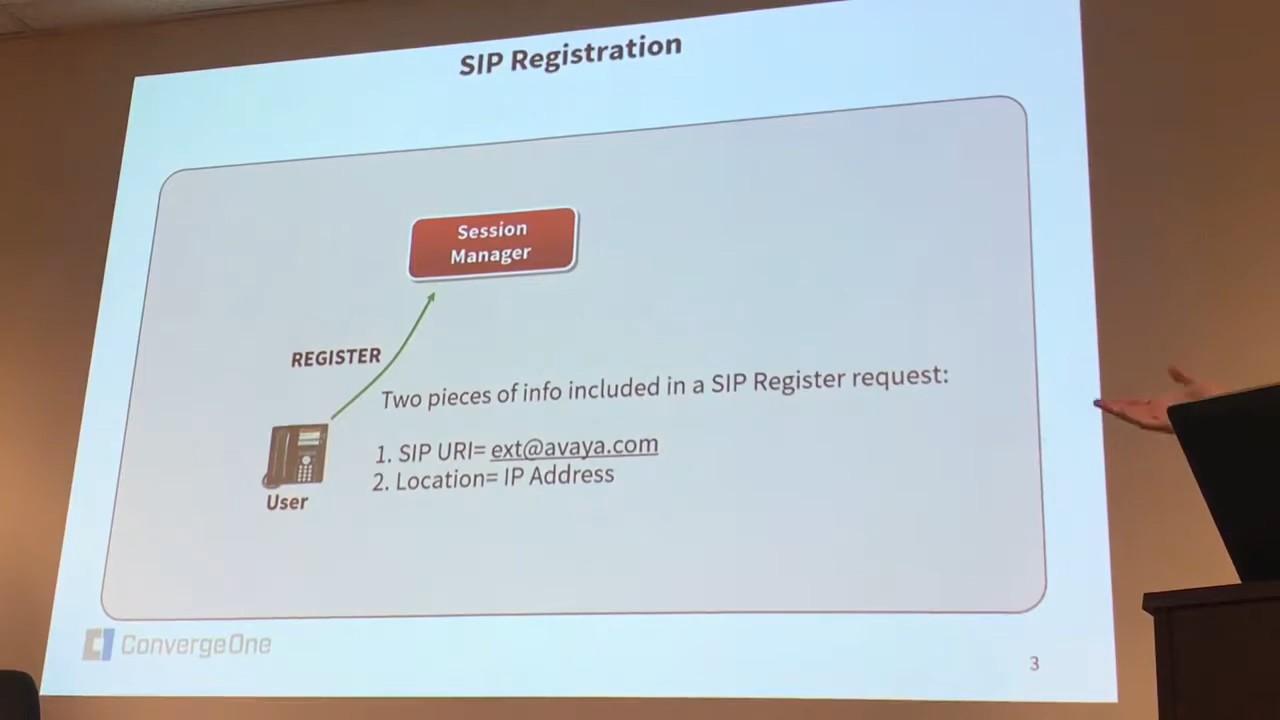 SIP Registration
Session
Manager
REGISTER
Two pieces of info included in a SIP Register request:
1. SIP URI= ext@avaya.com
2. Location= IP Address
User
ConvergeOne
3